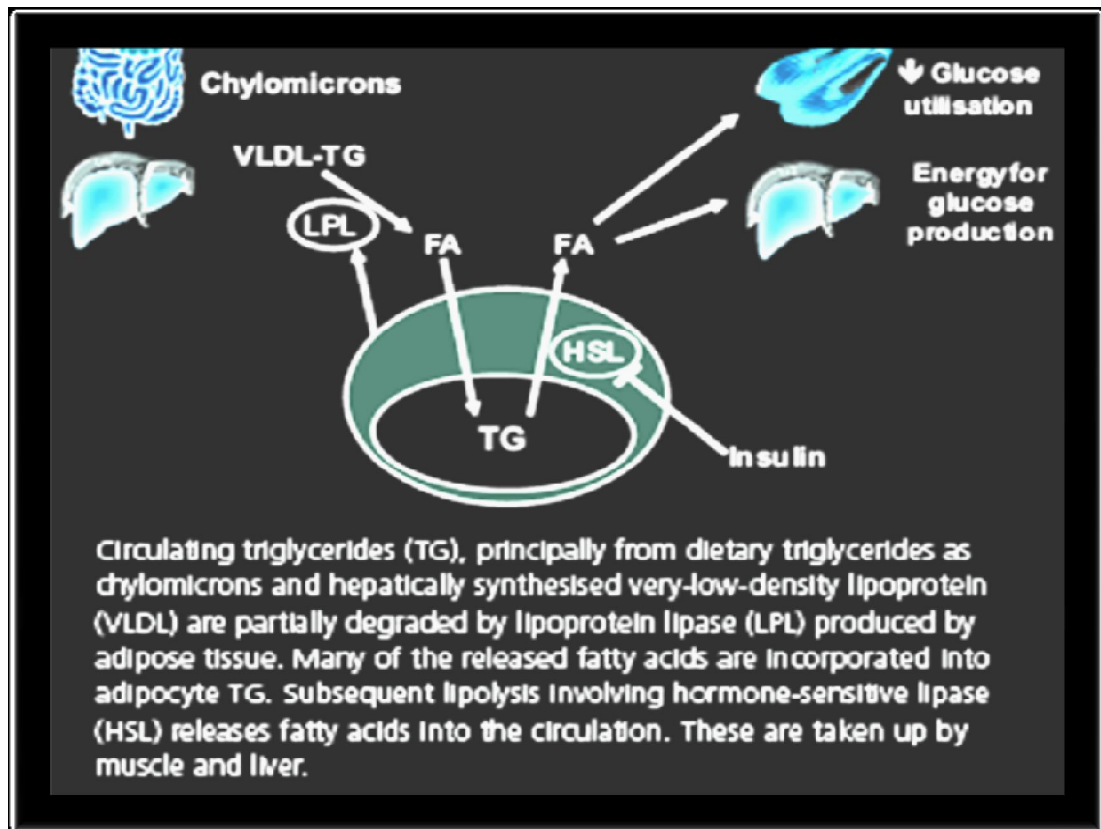 Chylomicrons
VLDL-TG
LPL
FA
FA
↓ Glucose
utilisation
Energyfor
glucose
production
HSL
TG
Insulin
Circulating triglycerides (TG), principally from dietary triglycerides as
chylomicrons and hepatically synthesised very-low-density lipoprotein
(VLDL) are partially degraded by lipoprotein lipase (LPL) produced by
adipose tissue. Many of the released fatty acids are incorporated into
adipocyte TG. Subsequent lipolysis involving hormone-sensitive lipase
(HSL) releases fatty acids into the circulation. These are taken up by
muscle and liver.